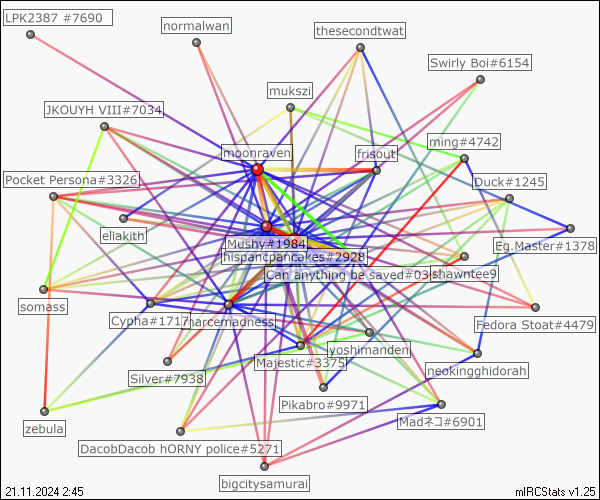 LPK2387 #7690
normalwan
thesecondtwat
Swirly Boi#6154
mukszi
JKOUYH VIII#7034
ming#4742
moonraven
frisout
Pocket Persona#3326
Duck#1245
eliakith
Mushy#1984
Eg.Master#1378
hispancpancakes#2928
Can anything be saved#03
shawntee9
somass
Cypha#1717
harcemadness
Fedora Stoat#4479
yoshimanden
Majestic#3375
neokingghidorah
Silver#7938
Pikabro#9971
Madネコ#6901
zebula
DacobDacob hORNY police#5271
bigcitysamurai
21.11.2024 2:45
mIRCStats v1.25